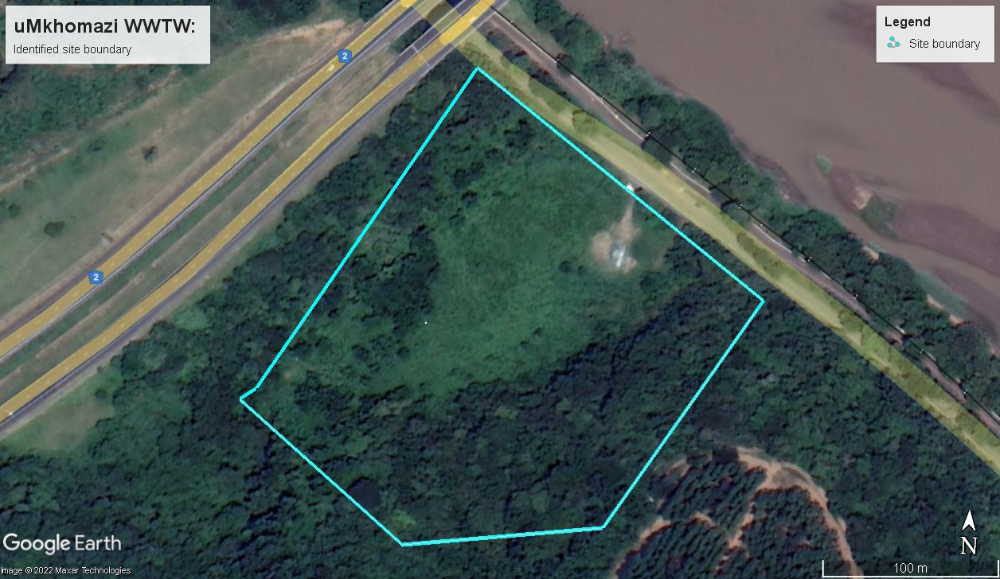 uMkhomazi WWTW:
Identified site boundary
Legend
Site boundary
2
2
Google Earth
N
Image © 2022 Maxar Technologies
100 m